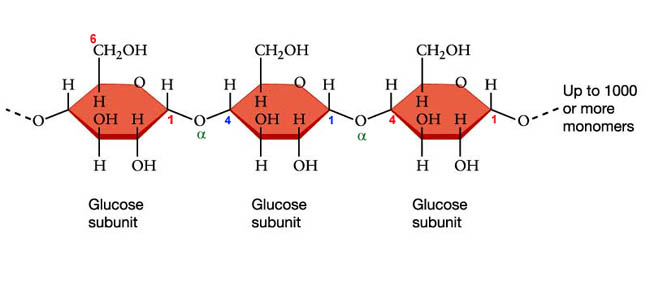 6
CH₂OH CH₂OH CH₂OH
H O H H O H H O H
H H H Up to 1000
O OH H 1 O 4 OH H 1 O 4 OH H 1 O or more
α α monomers
H OH H OH H OH
Glucose Glucose Glucose
subunit subunit subunit